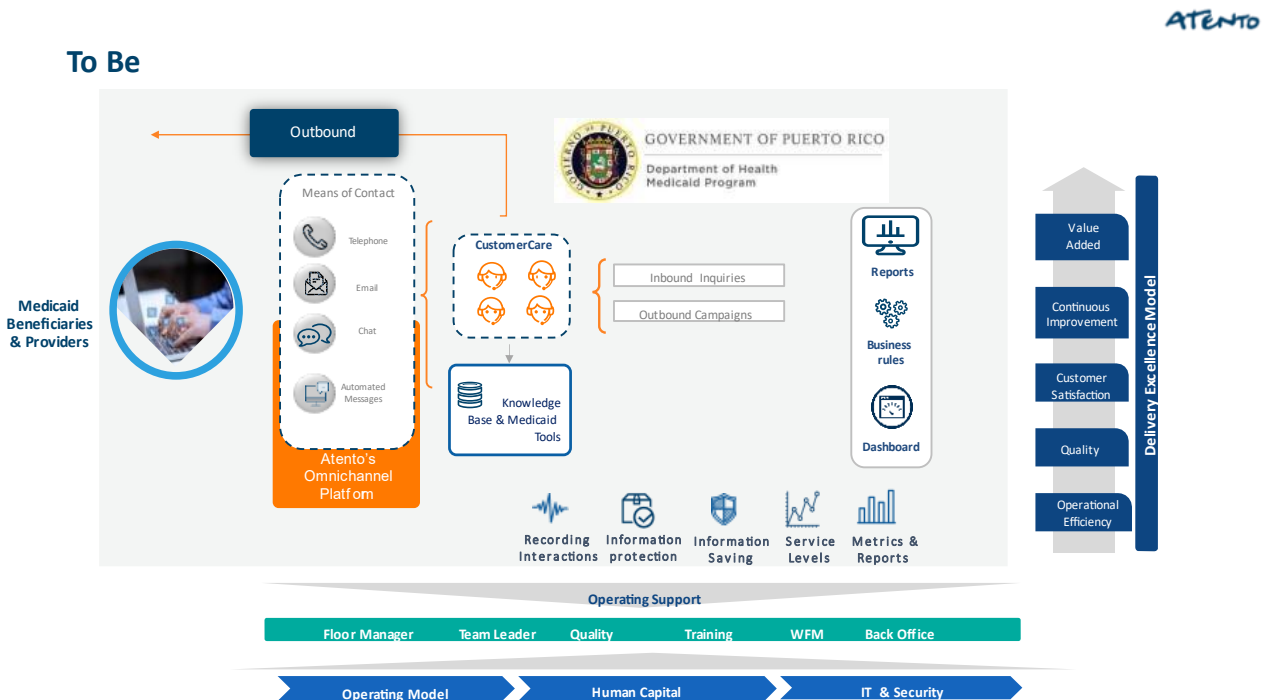 ATENTO
To Be
Outbound
GOVERNMENT OF PUERTO RICO
Department of Health
Medicaid Program
Means of Contact
Telephone
Email
Chat
Automated
Messages
Atento's
Omnichannel
Platfom
Medicaid
Beneficiaries
& Providers
CustomerCare
Inbound Inquiries
Outbound Campaigns
Knowledge
Base & Medicaid
Tools
Reports
Business
rules
Dashboard
Recording
Interactions
Information
protection
Information
Saving
Service
Levels
Metrics &
Reports
Value
Added
Continuous
Improvement
Customer
Satisfaction
Quality
Operational
Efficiency
Delivery Excellence Model
Operating Support
Floor Manager
Team Leader
Quality
Training
WFM
Back Office
Operating Model
Human Capital
IT & Security